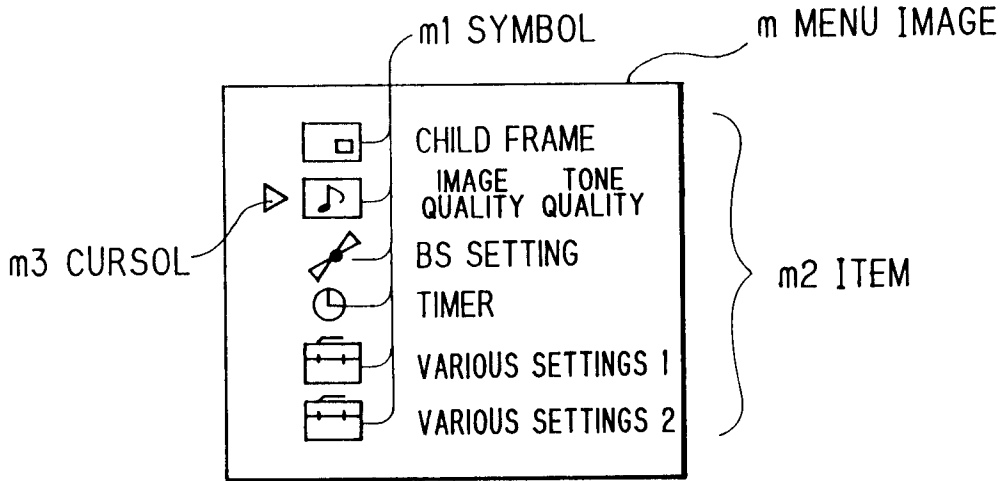 m1 SYMBOL
m MENU IMAGE
CHILD FRAME
IMAGE TONE
QUALITY QUALITY
m3 CURSOL
BS SETTING
m2 ITEM
TIMER
VARIOUS SETTINGS 1
VARIOUS SETTINGS 2